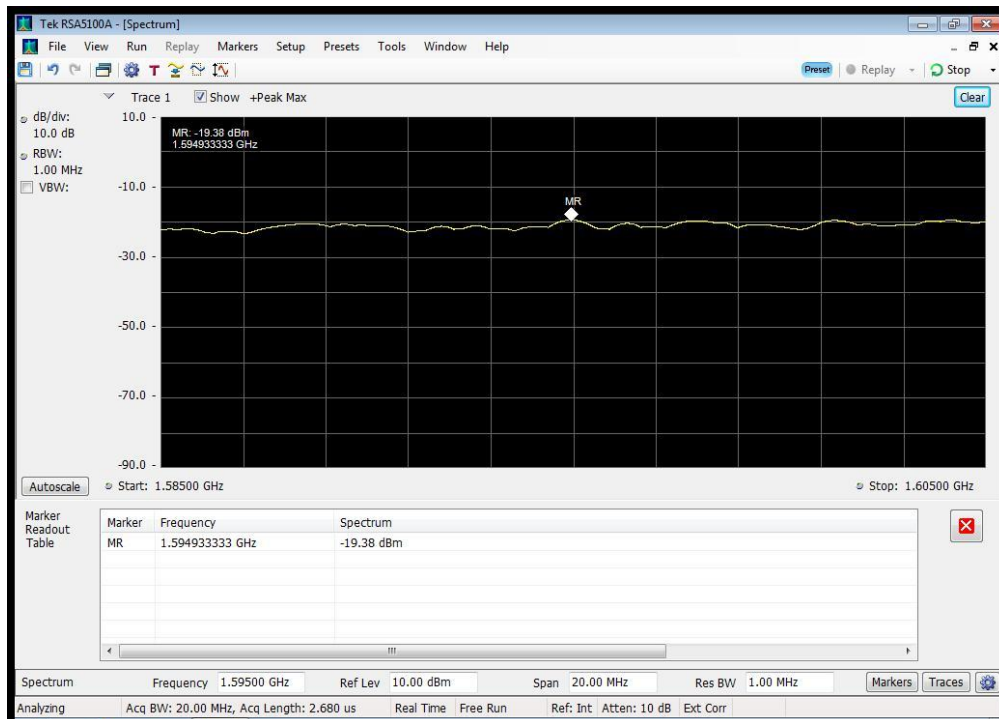 Tek RSA5100A - [Spectrum]
File View Run Replay Markers Setup Presets Tools Window Help
Preset Replay Stop
Trace 1 Show +Peak Max Clear
dB/div:
10.0 dB
RBW:
1.00 MHz
VBW:
10.0
-10.0
-30.0
-50.0
-70.0
-90.0
MR: -19.38 dBm
1.594933333 GHz
MR
Autoscale Start: 1.58500 GHz Stop: 1.60500 GHz
Marker
Readout
Table
Marker Frequency Spectrum
MR 1.594933333 GHz -19.38 dBm
Spectrum Frequency 1.59500 GHz Ref Lev 10.00 dBm Span 20.00 MHz Res BW 1.00 MHz Markers Traces
Analyzing Acq BW: 20.00 MHz, Acq Length: 2.680 us Real Time Free Run Ref: Int Atten: 10 dB Ext Corr